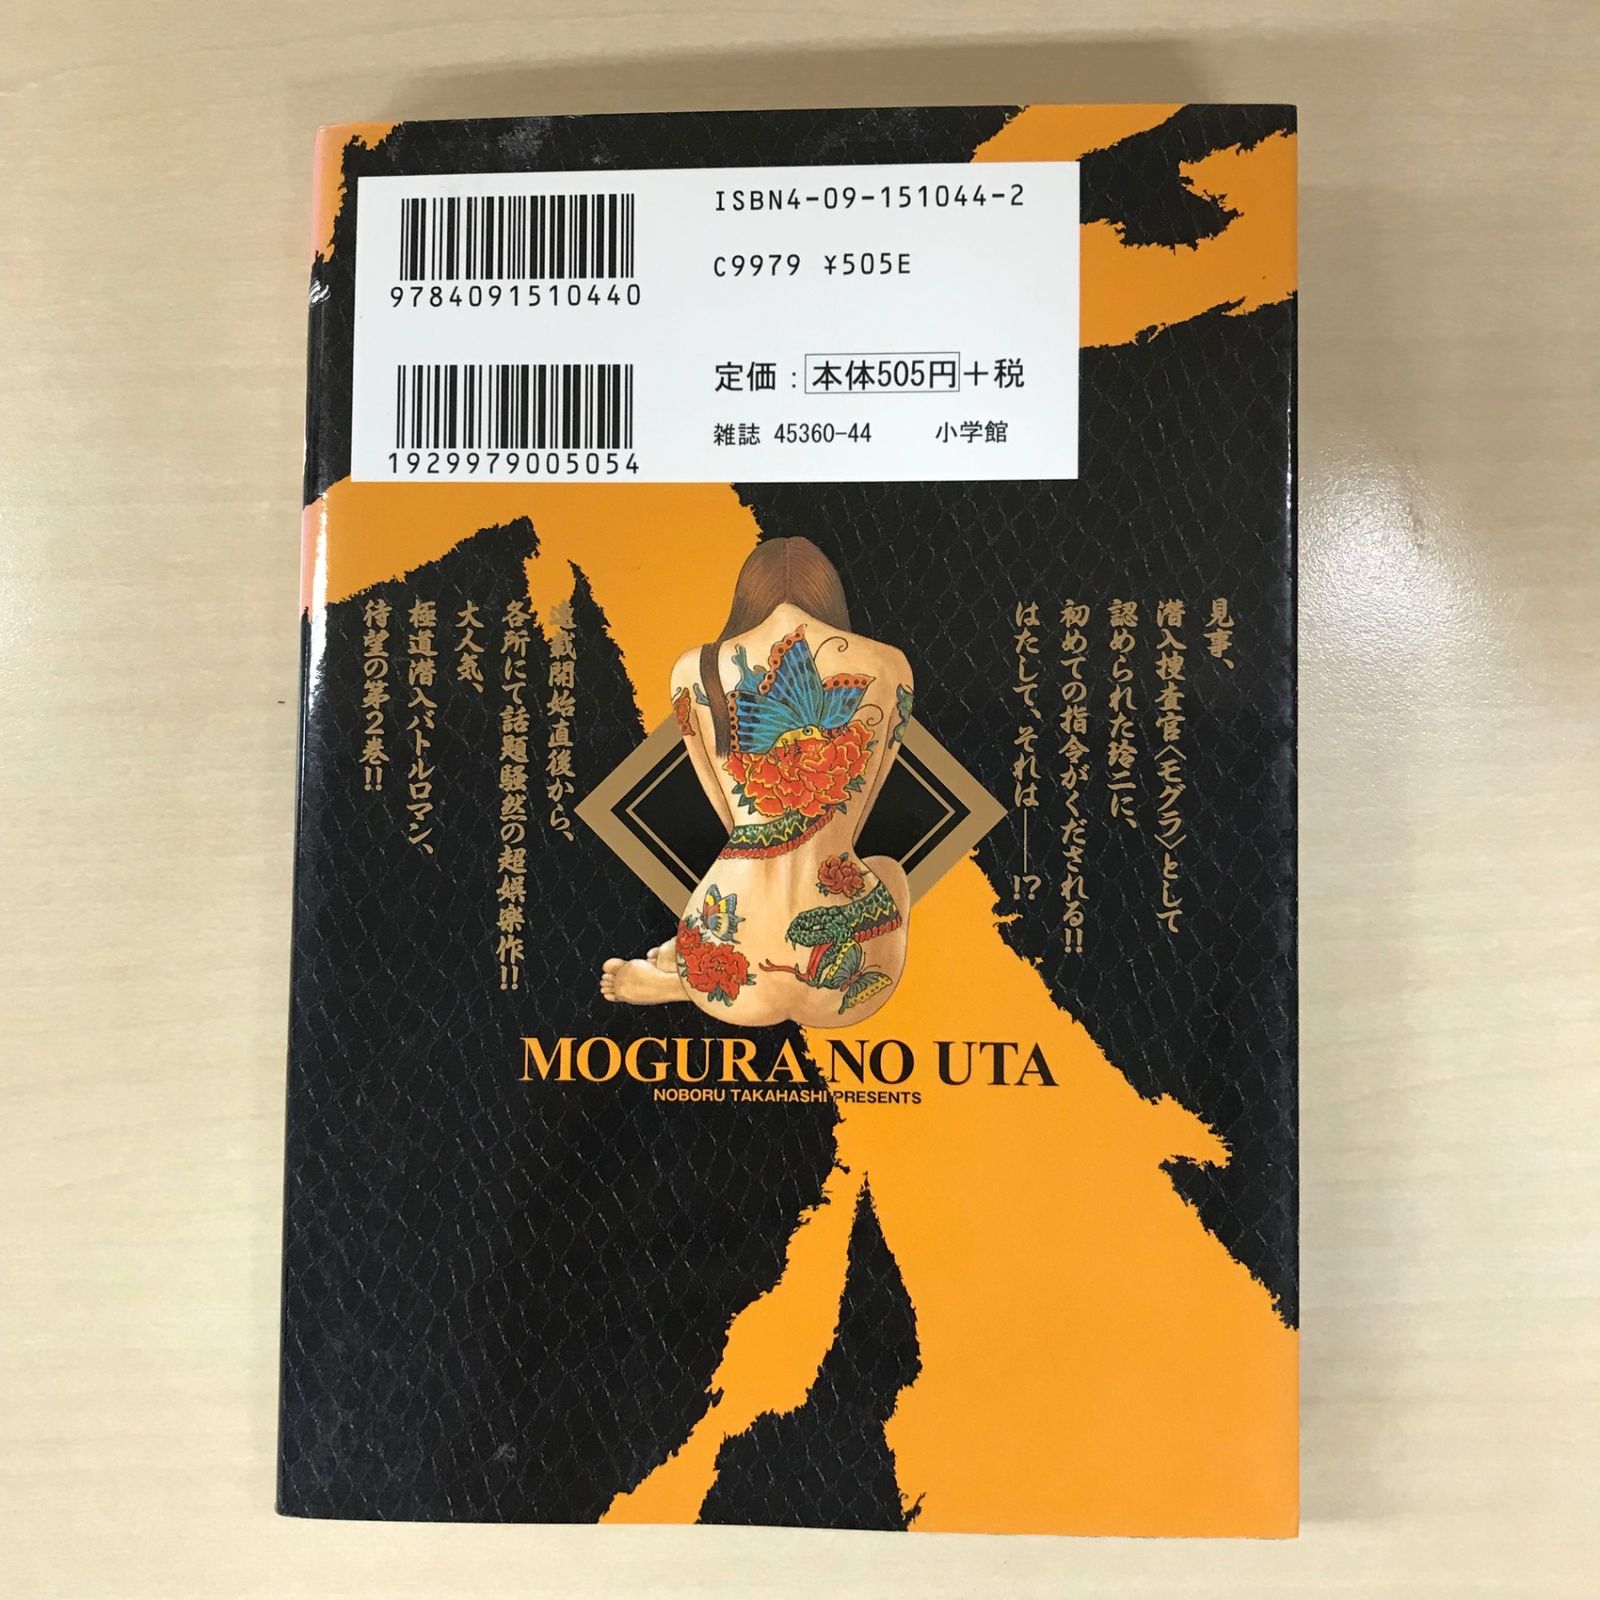 ISBN4-09-151044-2
C9979 ¥505E
9784091510440
定価：本体505円+税
雑誌 45360-44 小学館
1929979005054
見事、
潜入捜査官〈モグラ〉として
認められた玲二に、
初めての指令がくだされる!!
はたして、それは――!?
連載開始直後から、
各所にて話題騒然の超娯楽作!!
大人気、
極道潜入バトルロマン、
待望の第2巻!!
MOGURA NO UTA
NOBORU TAKAHASHI PRESENTS